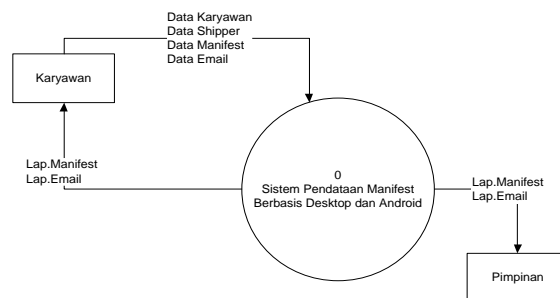 Data Karyawan
Data Shipper
Data Manifest
Data Email
Karyawan
Lap.Manifest
Lap.Email
0
Sistem Pendataan Manifest
Berbasis Desktop dan Android
Lap.Manifest
Lap.Email
Pimpinan